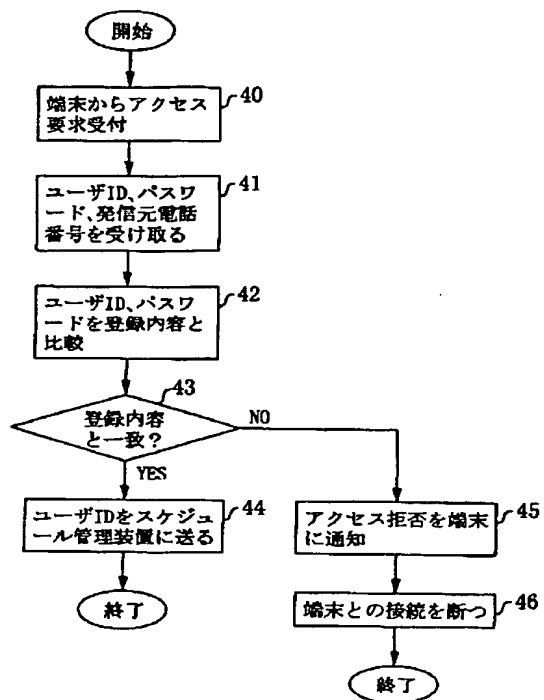 開始
端末からアクセス
要求受付
40
ユーザID、パスワ
ード、発信元電話
番号を受け取る
41
ユーザID、パスワ
ードを登録内容と
比較
42
登録内容
と一致?
43
NO
YES
ユーザIDをスケジュ
ール管理装置に送る
44
終了
アクセス拒否を端末
に通知
45
端末との接続を断つ
46
終了